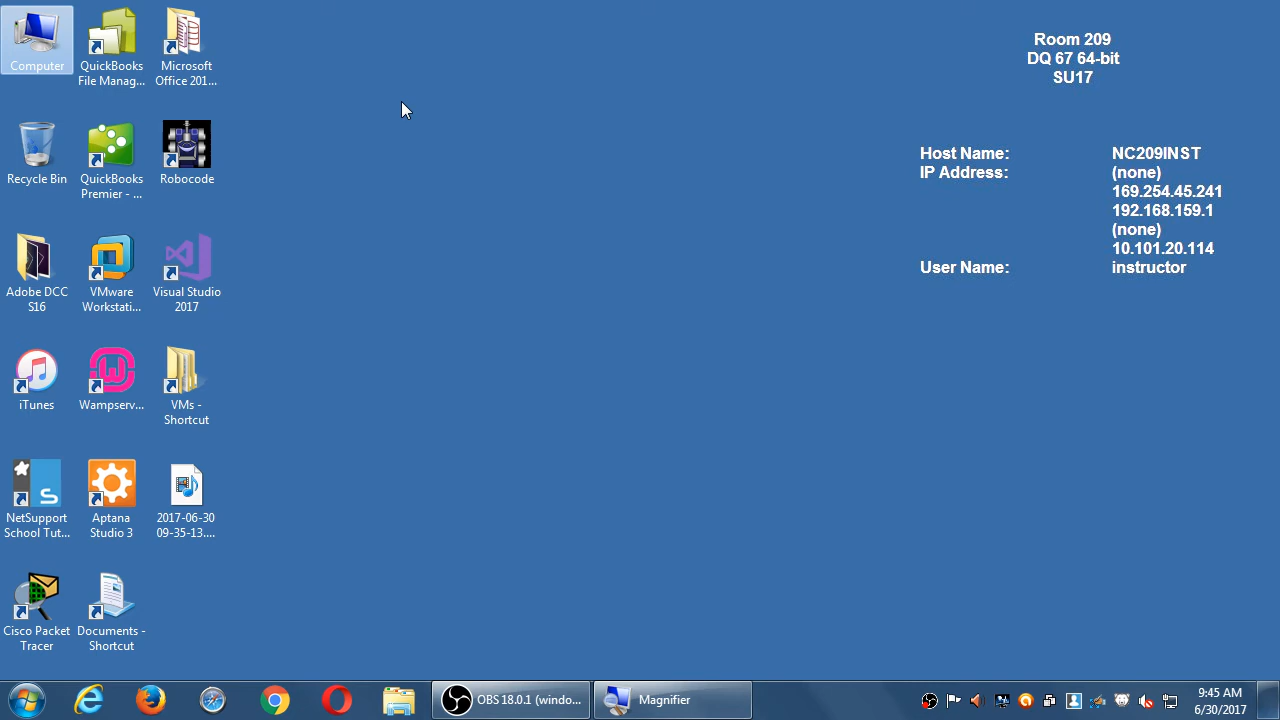 Computer
QuickBooks
File Manag...
Microsoft
Office 201...
Recycle Bin
QuickBooks
Premier - ...
Robocode
Adobe DCC
S16
VMware
Workstati...
Visual Studio
2017
iTunes
Wampserv...
VMs -
Shortcut
NetSupport
School Tut...
Aptana
Studio 3
2017-06-30
09-35-13....
Cisco Packet
Tracer
Documents -
Shortcut
Room 209
DQ 67 64-bit
SU17
Host Name: NC209INST
IP Address: (none)
169.254.45.241
192.168.159.1
(none)
10.101.20.114
User Name: instructor
OBS 18.0.1 (windo...
Magnifier
9:45 AM
6/30/2017